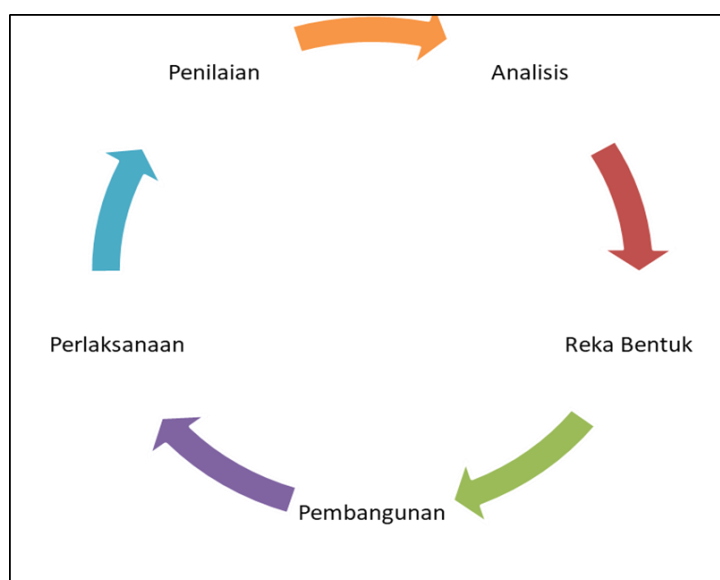 Penilaian
Analisis
Perlaksanaan
Reka Bentuk
Pembangunan